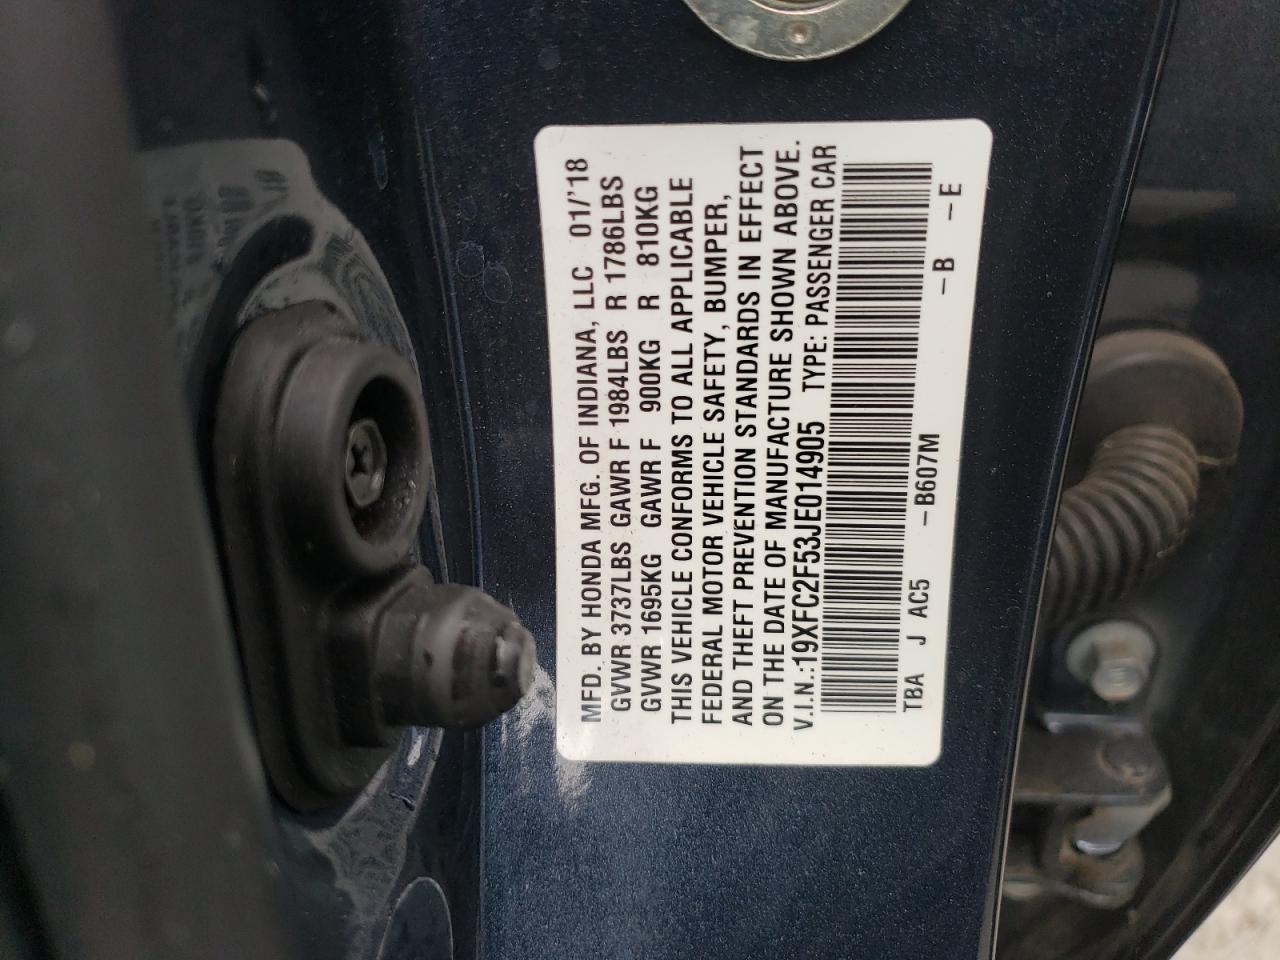 MFD. BY HONDA MFG. OF INDIANA, LLC 01/'18
GVWR 3737LBS GAWR F 1984LBS R 1786LBS
GVWR 1695KG GAWR F 900KG R 810KG
THIS VEHICLE CONFORMS TO ALL APPLICABLE
FEDERAL MOTOR VEHICLE SAFETY, BUMPER,
AND THEFT PREVENTION STANDARDS IN EFFECT
ON THE DATE OF MANUFACTURE SHOWN ABOVE.
V.I.N.:19XFC2F53JE014905 TYPE: PASSENGER CAR
TBA J AC5 -B607M -B -E